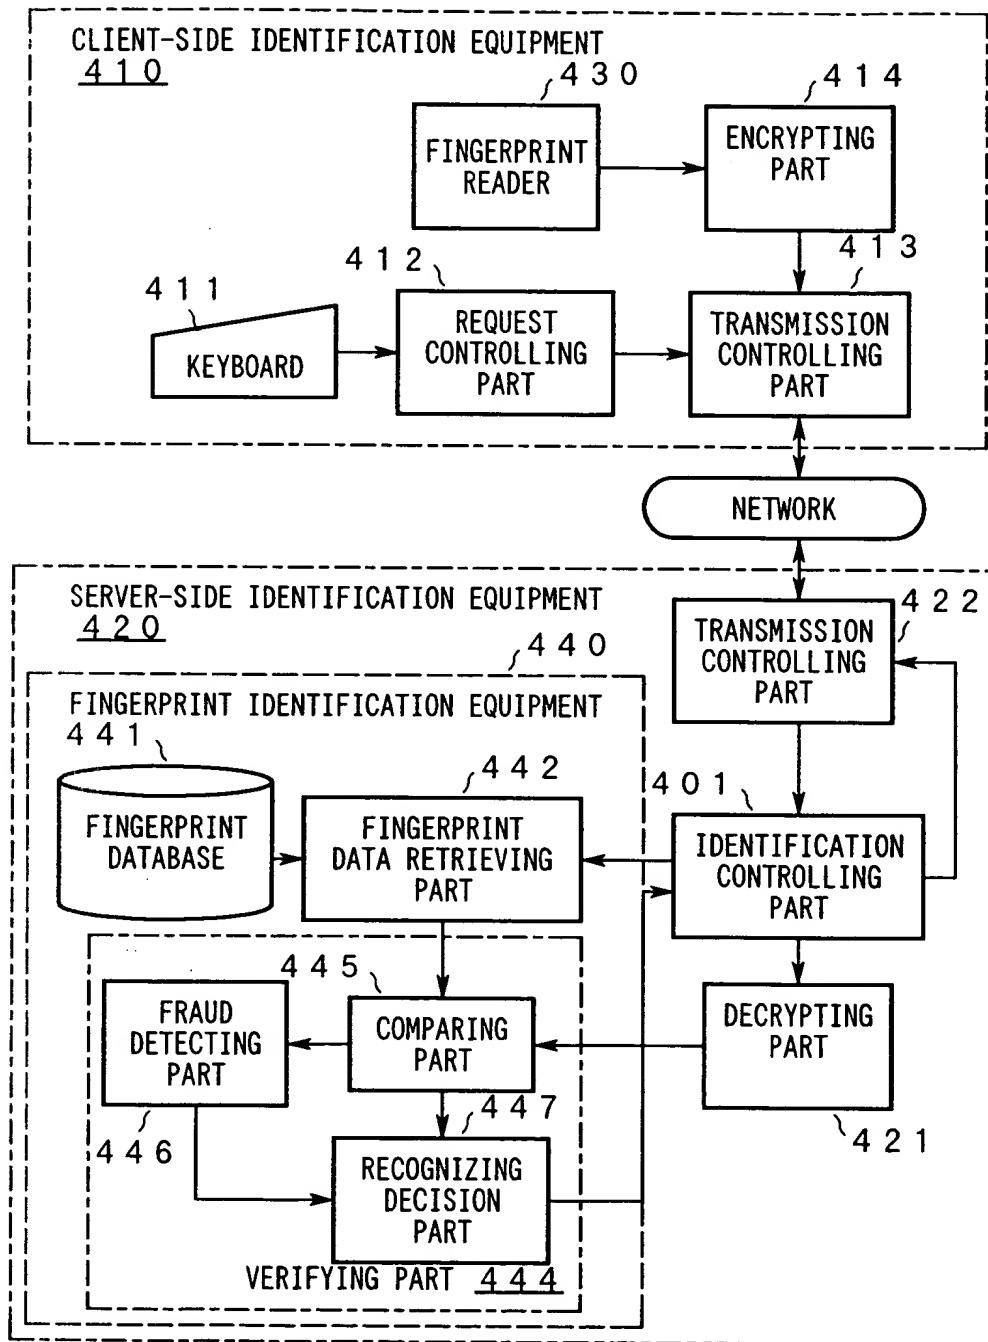 CLIENT-SIDE IDENTIFICATION EQUIPMENT
410
430
414
FINGERPRINT
READER
ENCRYPTING
PART
411
412
413
KEYBOARD
REQUEST
CONTROLLING
PART
TRANSMISSION
CONTROLLING
PART
NETWORK
SERVER-SIDE IDENTIFICATION EQUIPMENT
420
422
TRANSMISSION
CONTROLLING
PART
440
FINGERPRINT IDENTIFICATION EQUIPMENT
441
442
401
FINGERPRINT
DATABASE
FINGERPRINT
DATA RETRIEVING
PART
IDENTIFICATION
CONTROLLING
PART
445
FRAUD
DETECTING
PART
COMPARING
PART
DECRYPTING
PART
446
447
421
RECOGNIZING
DECISION
PART
VERIFYING PART 444